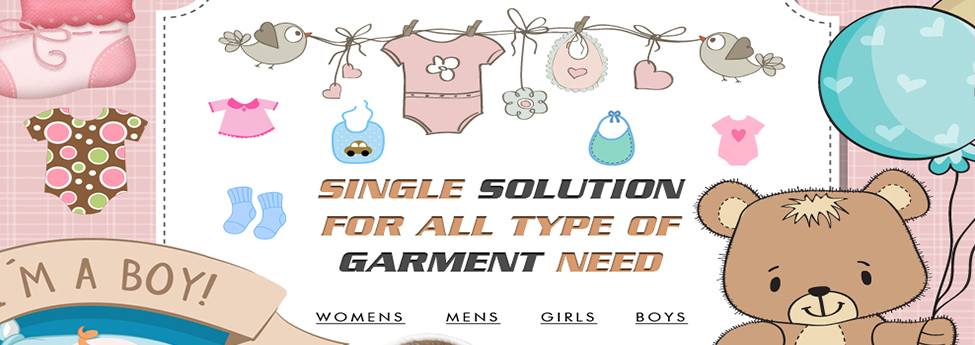 SINGLE SOLUTION
FOR ALL TYPE OF
GARMENT NEED
I'M A BOY!
WOMENS MENS GIRLS BOYS